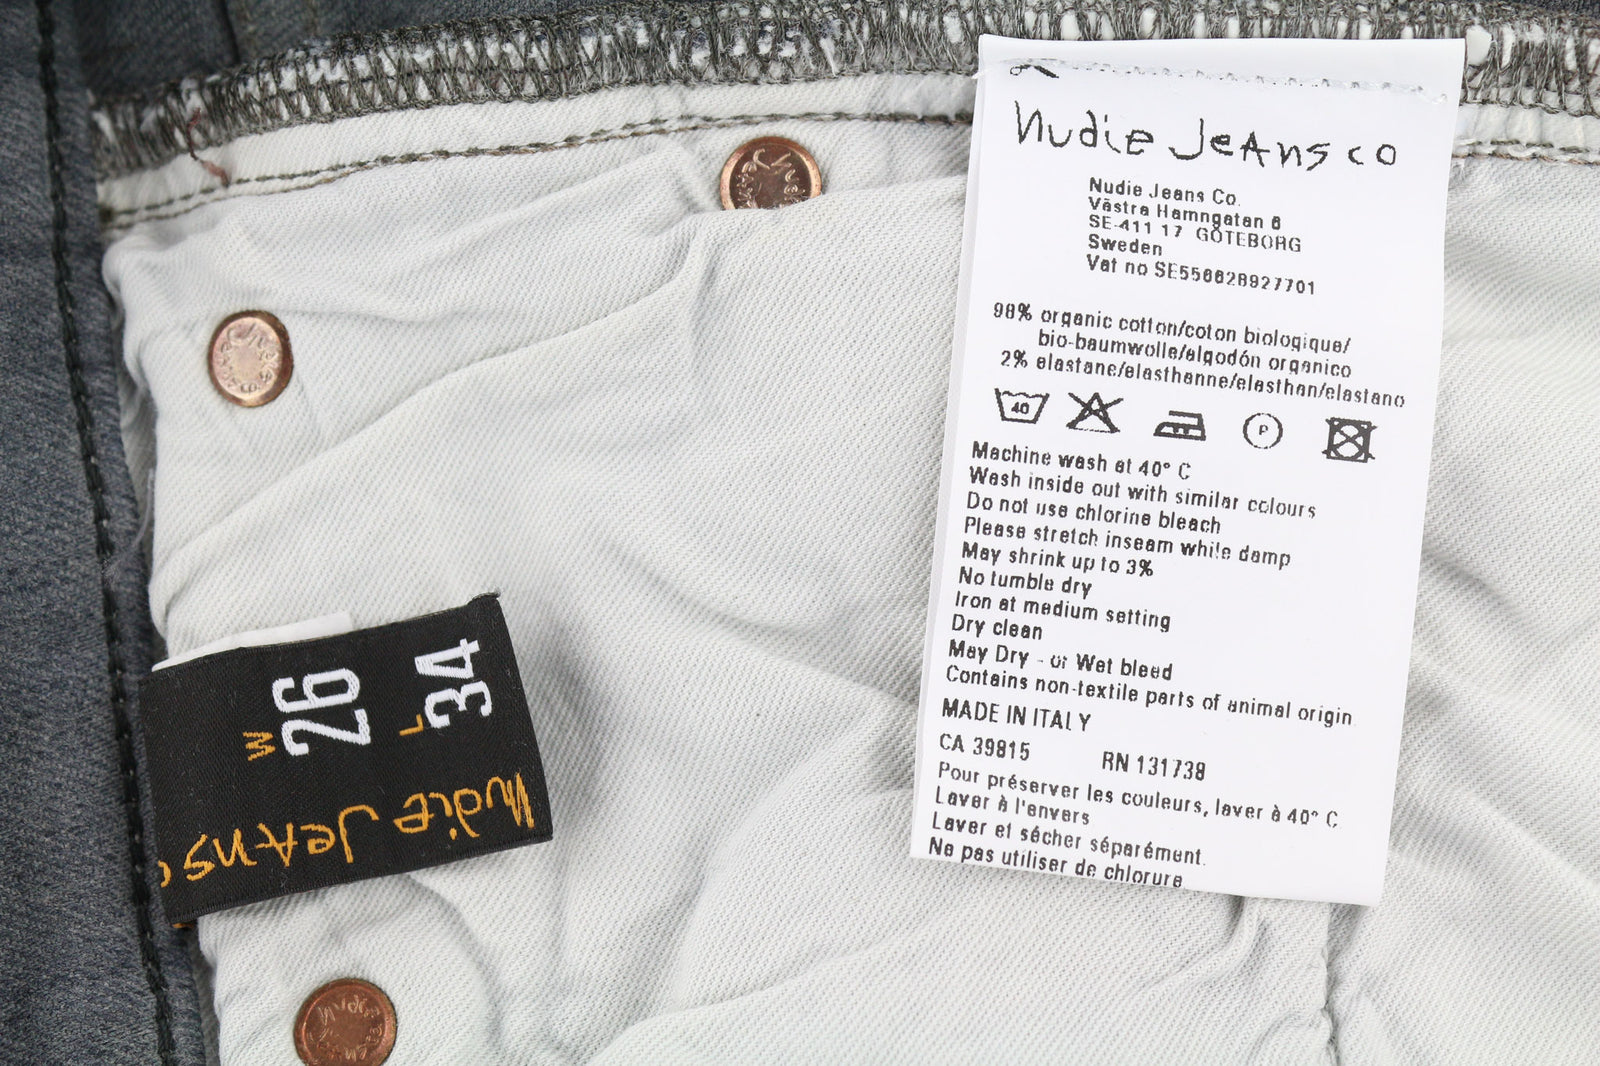 Nudie Jeans co
Nudie Jeans Co.
Västra Hamngatan 6
SE-411 17 GÖTEBORG
Sweden
Vat no SE556628927701
98% organic cotton/coton biologique/
bio-baumwolle/algodón organico
2% elastane/elasthanne/elasthan/elastano
40
P
Machine wash at 40° C
Wash inside out with similar colours
Do not use chlorine bleach
Please stretch inseam while damp
May shrink up to 3%
No tumble dry
Iron at medium setting
Dry clean
May Dry - or Wet bleed
Contains non-textile parts of animal origin
MADE IN ITALY
CA 39815 RN 131738
Pour préserver les couleurs, laver à 40° C
Laver à l'envers
Laver et sécher séparément.
Ne pas utiliser de chlorure
W 26
L 34
Nudie Jeans